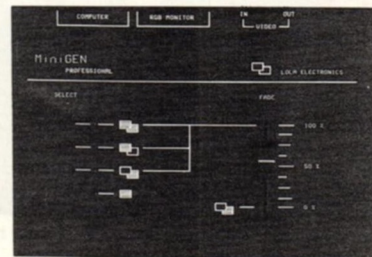 COMPUTER RGB MONITOR IN OUT
VIDEO
MiniGEN
PROFESSIONAL
LOLA ELECTRONICS
SELECT FADE
100 %
50 %
0 %